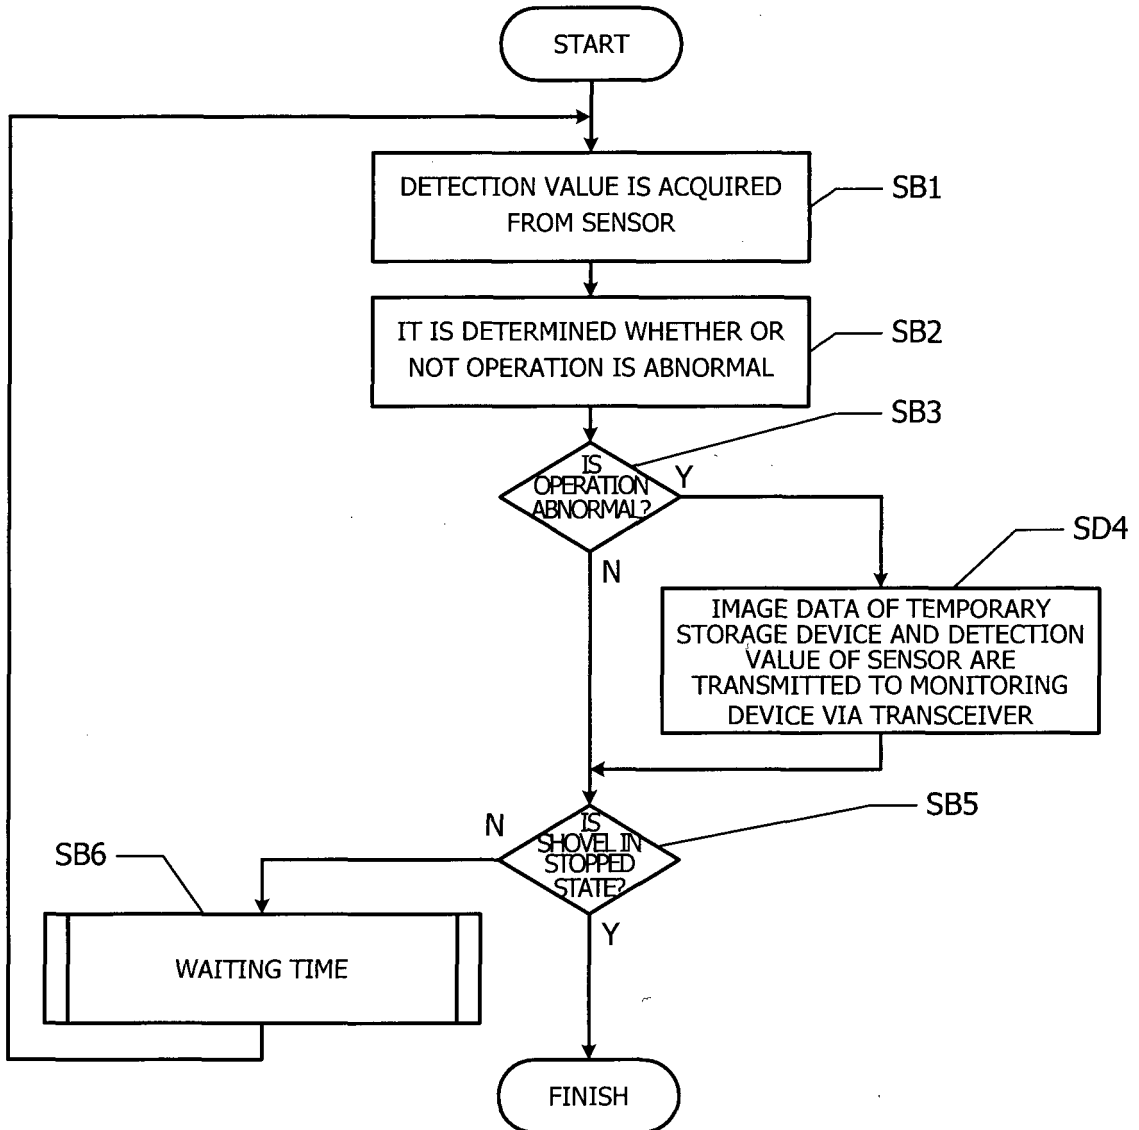 START
DETECTION VALUE IS ACQUIRED
FROM SENSOR
SB1
IT IS DETERMINED WHETHER OR
NOT OPERATION IS ABNORMAL
SB2
SB3
IS
OPERATION
ABNORMAL?
Y
N
SD4
IMAGE DATA OF TEMPORARY
STORAGE DEVICE AND DETECTION
VALUE OF SENSOR ARE
TRANSMITTED TO MONITORING
DEVICE VIA TRANSCEIVER
SB5
IS
SHOVEL IN
STOPPED
STATE?
N
Y
SB6
WAITING TIME
FINISH